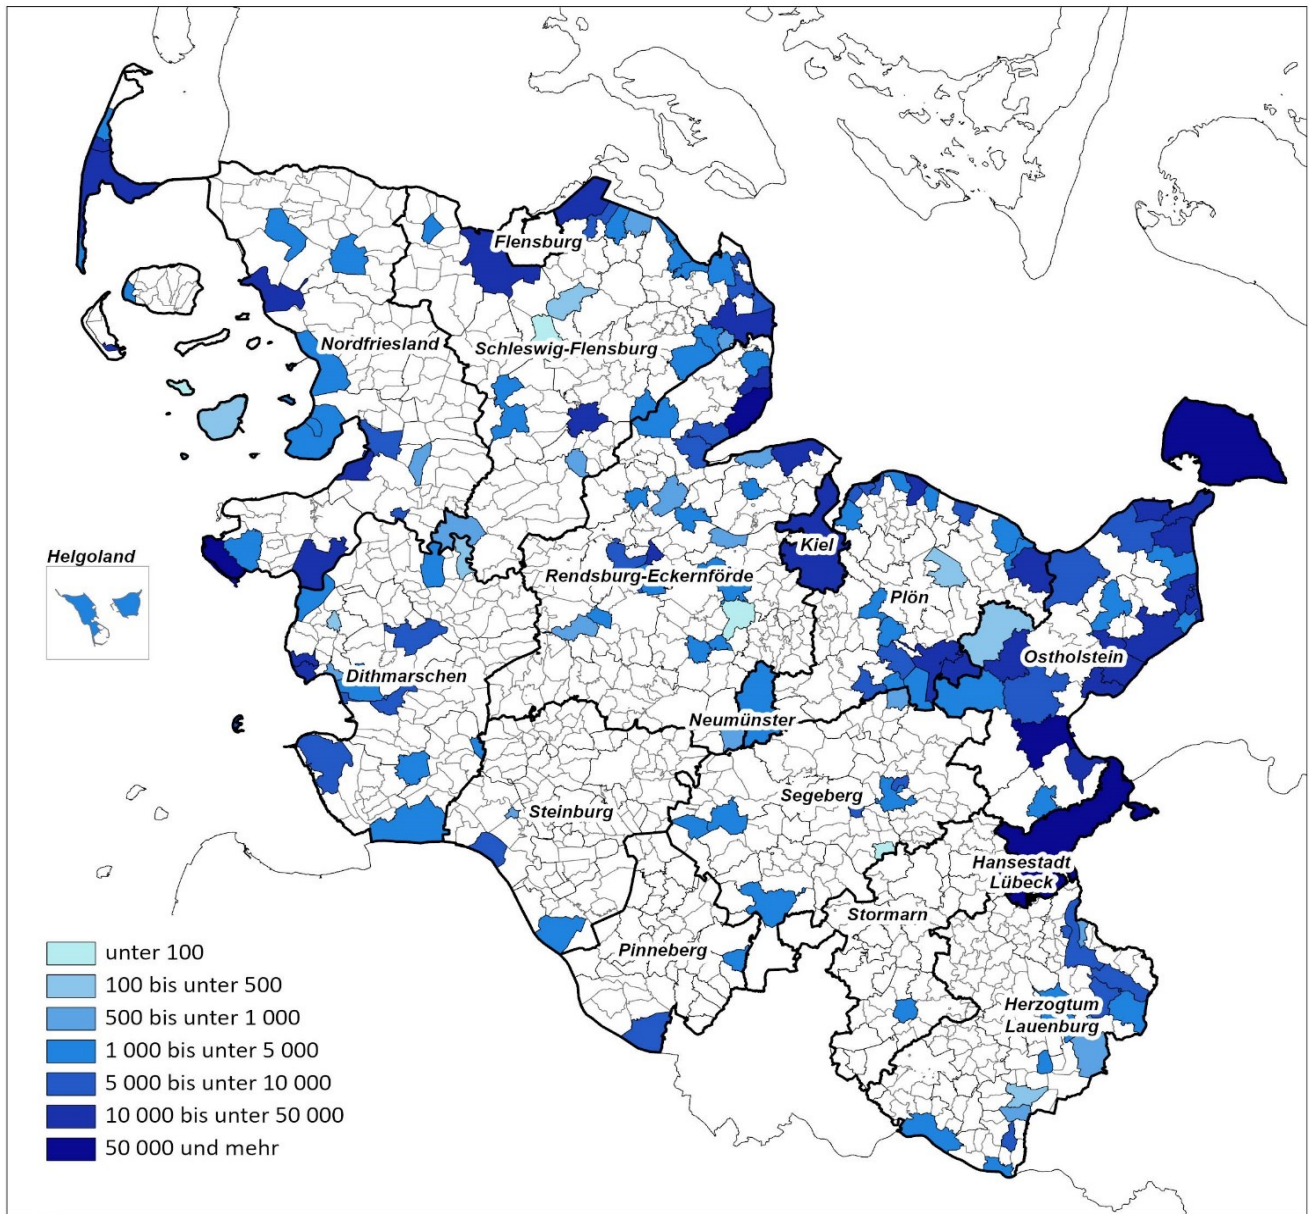 Flensburg
Nordfriesland
Schleswig-Flensburg
Helgoland
Kiel
Rendsburg-Eckernförde
Plön
Ostholstein
Dithmarschen
Neumünster
Segeberg
Steinburg
Hansestadt
Lübeck
Stormarn
Pinneberg
Herzogtum
Lauenburg
unter 100
100 bis unter 500
500 bis unter 1 000
1 000 bis unter 5 000
5 000 bis unter 10 000
10 000 bis unter 50 000
50 000 und mehr